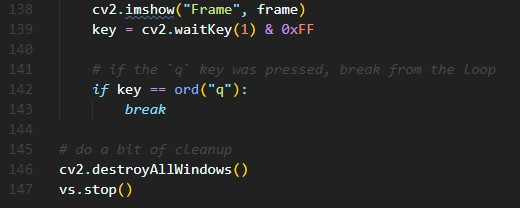 138 cv2.imshow("Frame", frame)
139 key = cv2.waitKey(1) & 0xFF
140
141 # if the `q` key was pressed, break from the loop
142 if key == ord("q"):
143 break
144
145 # do a bit of cleanup
146 cv2.destroyAllWindows()
147 vs.stop()